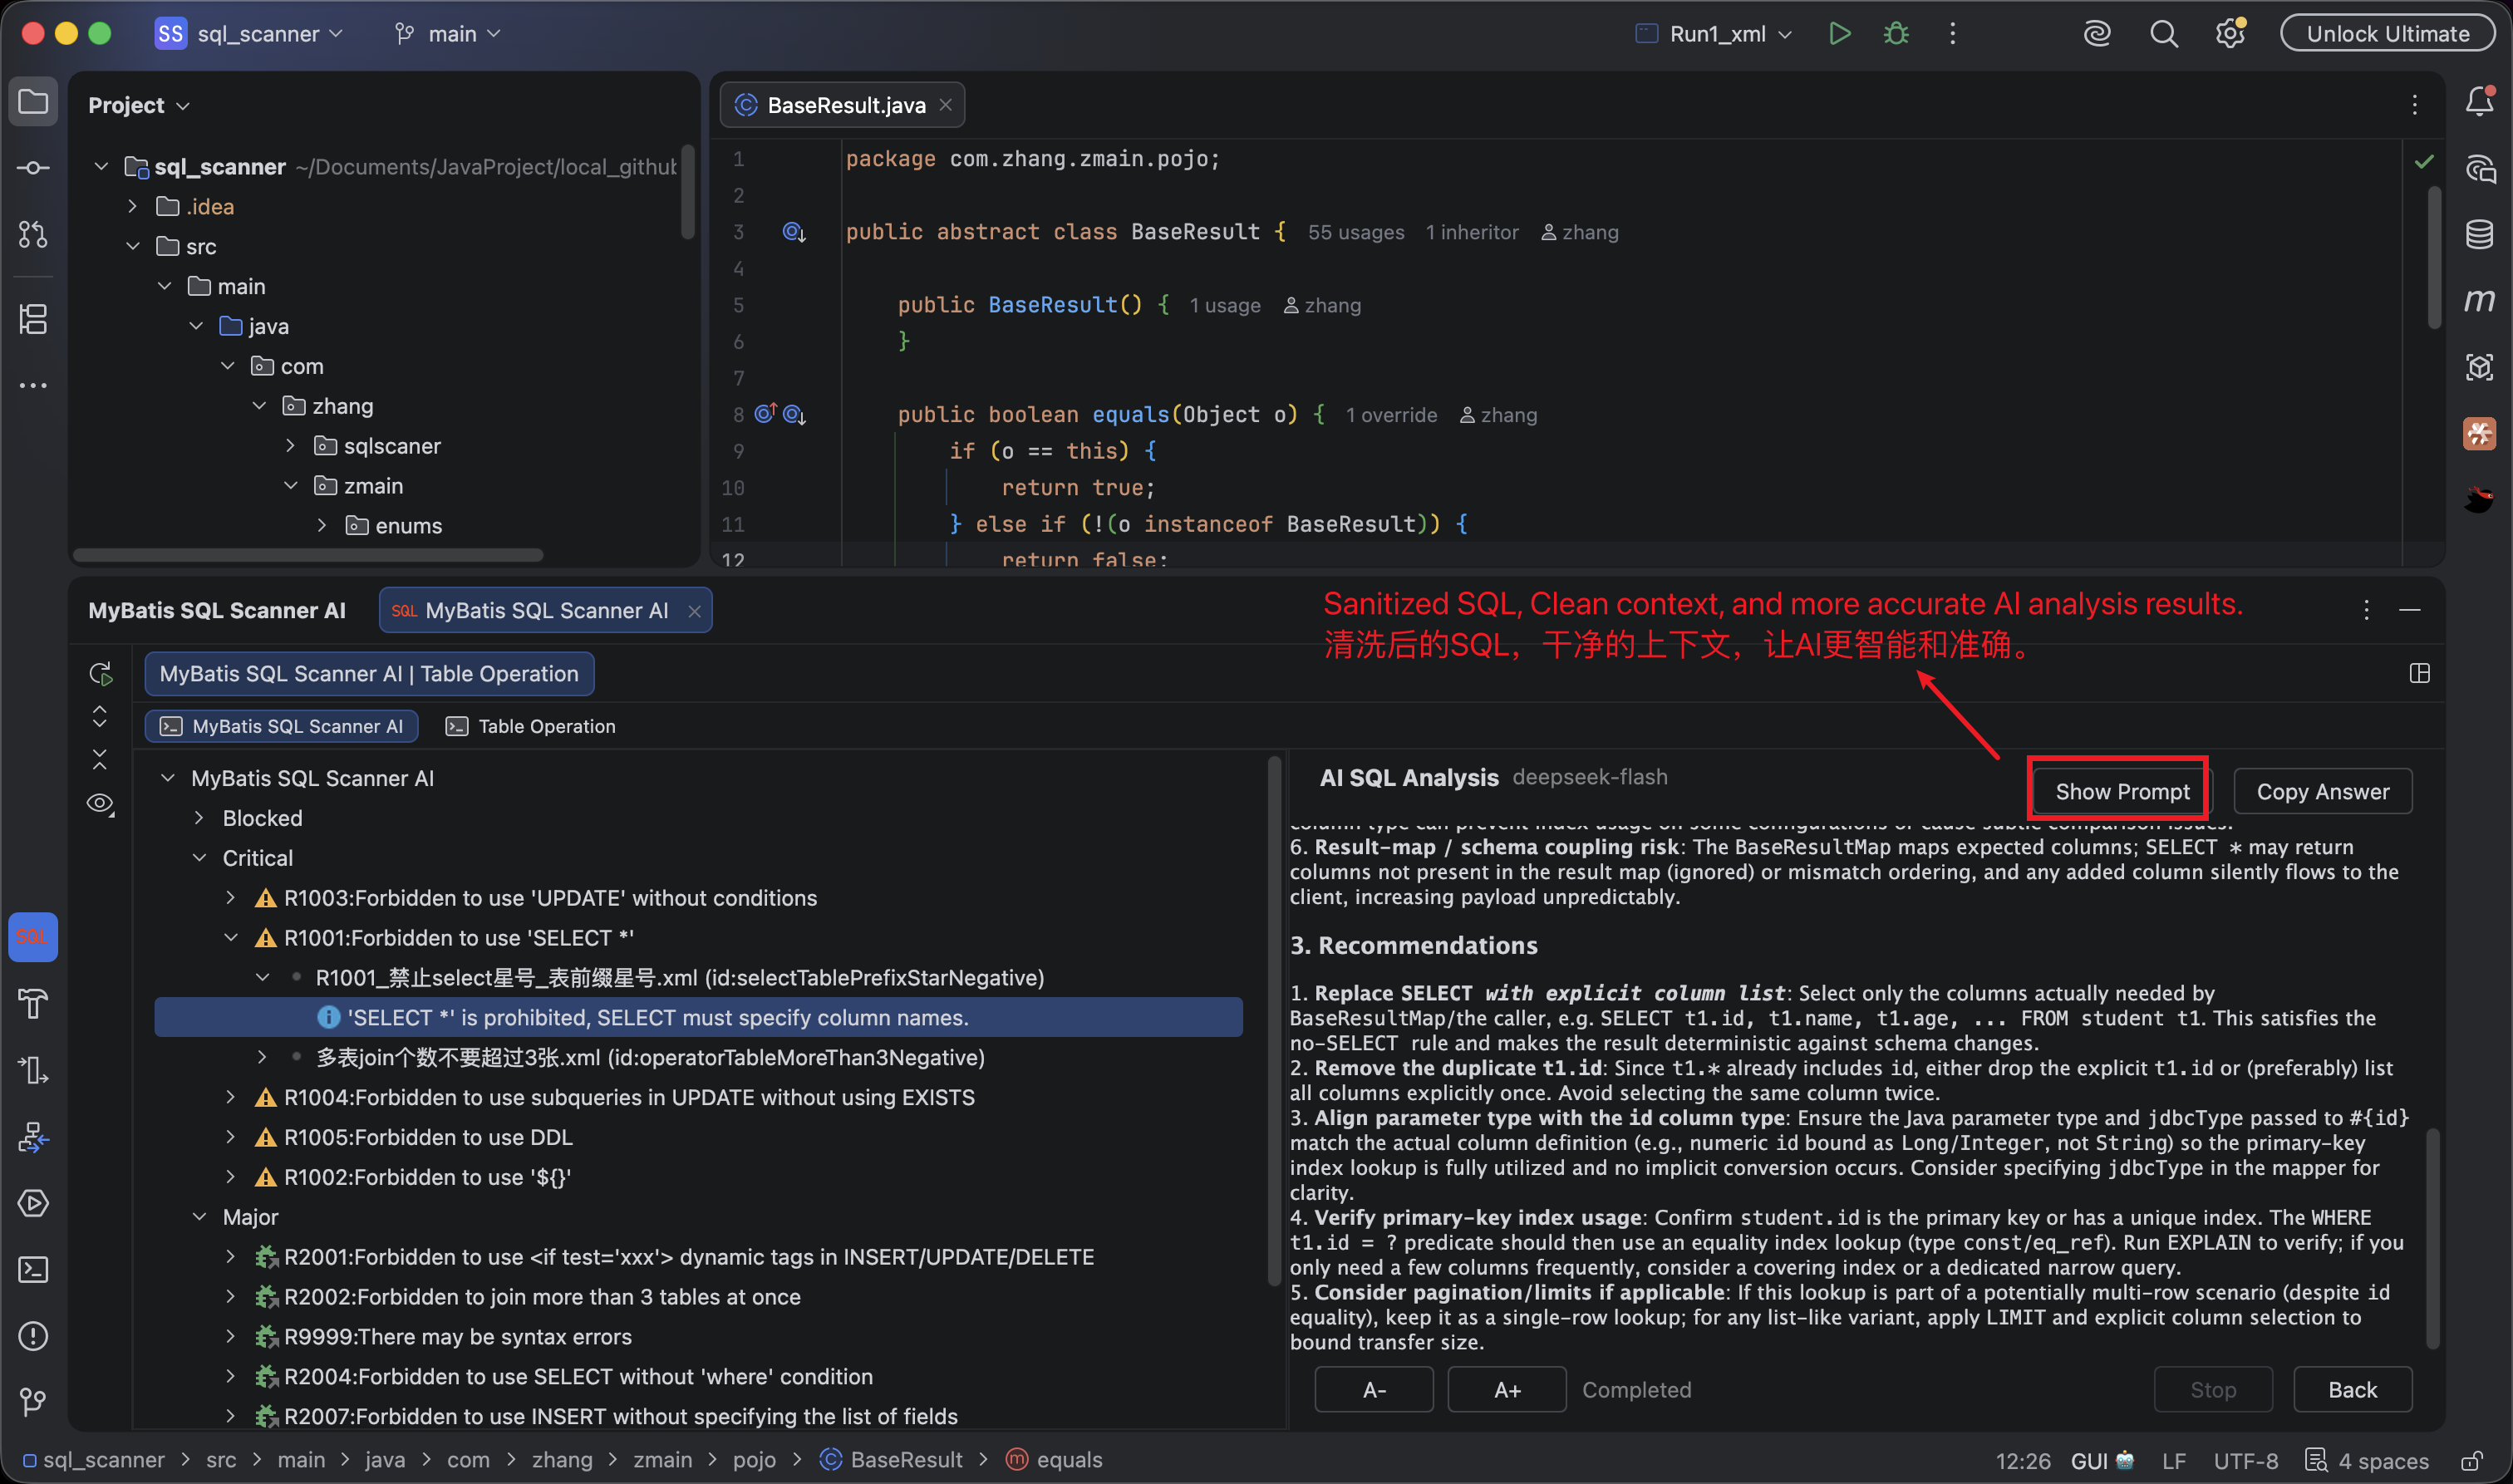 SS sql_scanner
main
Run1_xml
Unlock Ultimate
Project
sql_scanner ~/Documents/JavaProject/local_github
.idea
src
main
java
com
zhang
sqlscaner
zmain
enums
BaseResult.java
1 package com.zhang.zmain.pojo;
2
3 public abstract class BaseResult { 55 usages 1 inheritor zhang
4
5 public BaseResult() { 1 usage zhang
6 }
7
8 public boolean equals(Object o) { 1 override zhang
9 if (o == this) {
10 return true;
11 } else if (!(o instanceof BaseResult)) {
12 return false;
MyBatis SQL Scanner AI
SQL MyBatis SQL Scanner AI
Sanitized SQL, Clean context, and more accurate AI analysis results.
清洗后的SQL，干净的上下文，让AI更智能和准确。
MyBatis SQL Scanner AI | Table Operation
MyBatis SQL Scanner AI
Table Operation
SQL
MyBatis SQL Scanner AI
Blocked
Critical
R1003:Forbidden to use 'UPDATE' without conditions
R1001:Forbidden to use 'SELECT *'
R1001_禁止select星号_表前缀星号.xml (id:selectTablePrefixStarNegative)
'SELECT *' is prohibited, SELECT must specify column names.
多表join个数不要超过3张.xml (id:operatorTableMoreThan3Negative)
R1004:Forbidden to use subqueries in UPDATE without using EXISTS
R1005:Forbidden to use DDL
R1002:Forbidden to use '${}'
Major
R2001:Forbidden to use <if test='xxx'> dynamic tags in INSERT/UPDATE/DELETE
R2002:Forbidden to join more than 3 tables at once
R9999:There may be syntax errors
R2004:Forbidden to use SELECT without 'where' condition
R2007:Forbidden to use INSERT without specifying the list of fields
AI SQL Analysis deepseek-flash
Show Prompt
Copy Answer
column type can prevent index usage on some configurations or cause subtle comparison issues.
6. Result-map / schema coupling risk: The BaseResultMap maps expected columns; SELECT * may return
columns not present in the result map (ignored) or mismatch ordering, and any added column silently flows to the
client, increasing payload unpredictably.
3. Recommendations
1. Replace SELECT with explicit column list: Select only the columns actually needed by
BaseResultMap/the caller, e.g. SELECT t1.id, t1.name, t1.age, ... FROM student t1. This satisfies the
no-SELECT rule and makes the result deterministic against schema changes.
2. Remove the duplicate t1.id: Since t1.* already includes id, either drop the explicit t1.id or (preferably) list
all columns explicitly once. Avoid selecting the same column twice.
3. Align parameter type with the id column type: Ensure the Java parameter type and jdbcType passed to #{id}
match the actual column definition (e.g., numeric id bound as Long/Integer, not String) so the primary-key
index lookup is fully utilized and no implicit conversion occurs. Consider specifying jdbcType in the mapper for
clarity.
4. Verify primary-key index usage: Confirm student.id is the primary key or has a unique index. The WHERE
t1.id = ? predicate should then use an equality index lookup (type const/eq_ref). Run EXPLAIN to verify; if you
only need a few columns frequently, consider a covering index or a dedicated narrow query.
5. Consider pagination/limits if applicable: If this lookup is part of a potentially multi-row scenario (despite id
equality), keep it as a single-row lookup; for any list-like variant, apply LIMIT and explicit column selection to
bound transfer size.
A-
A+
Completed
Stop
Back
sql_scanner > src > main > java > com > zhang > zmain > pojo > BaseResult > equals
12:26 GUI LF UTF-8 4 spaces